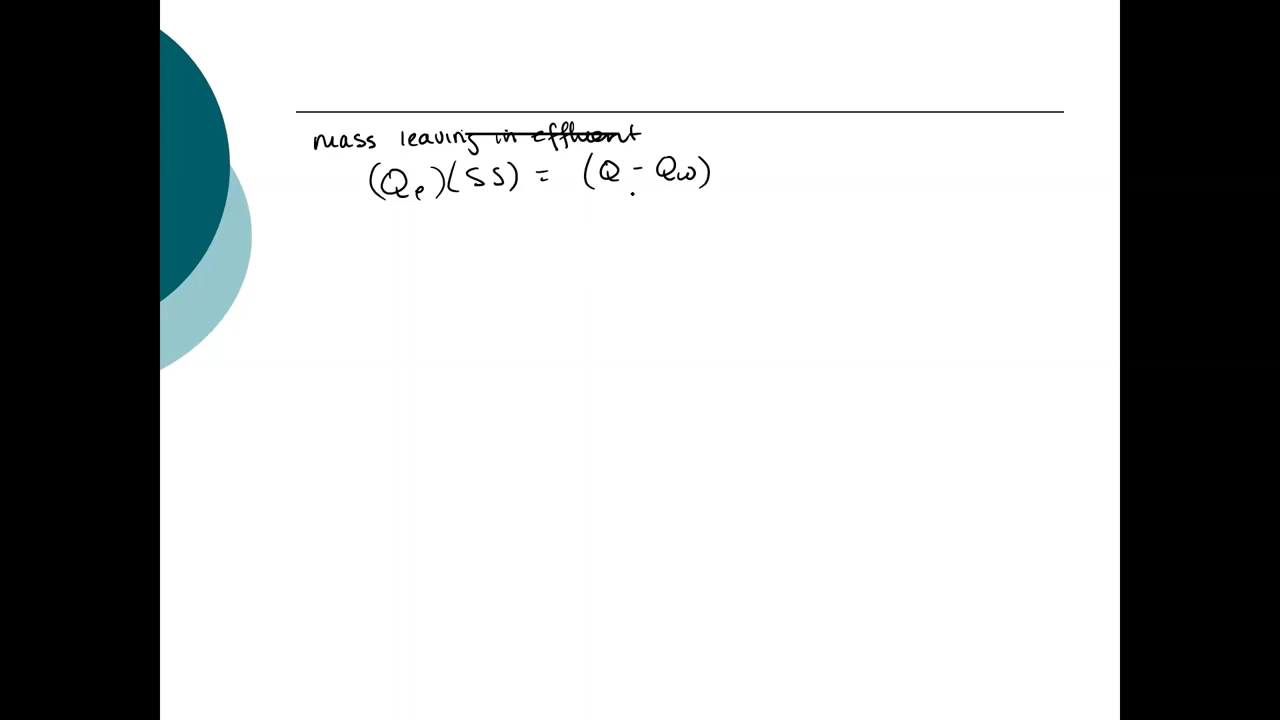 mass leaving in effluent
(Qe)(SS) = (Q - Qw)